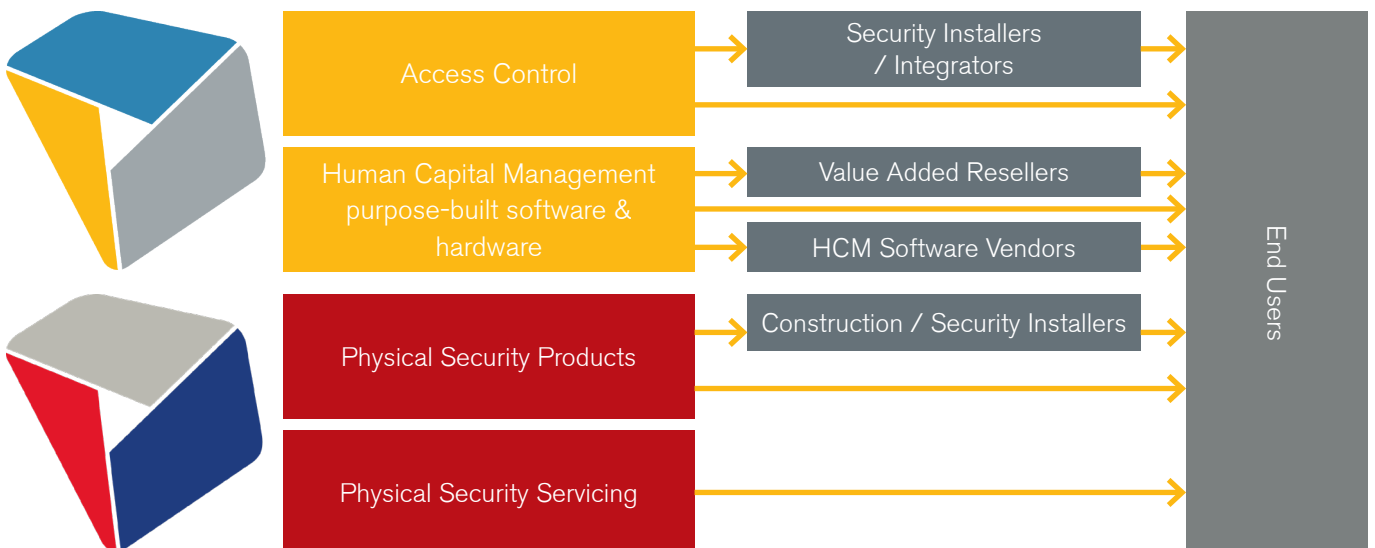 Access Control
Security Installers
/ Integrators
Human Capital Management
purpose-built software &
hardware
Value Added Resellers
HCM Software Vendors
Physical Security Products
Construction / Security Installers
Physical Security Servicing
End Users